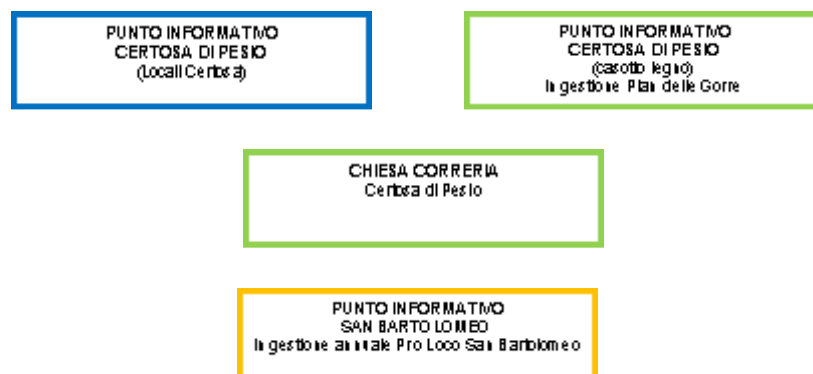 PUNTO INFORMATIVO
CERTOSA DI PESIO
(Locali Certosa)
PUNTO INFORMATIVO
CERTOSA DI PESIO
(casotto legno)
In gestione Pian delle Gorre
CHIESA CORRERIA
Certosa di Pesio
PUNTO INFORMATIVO
SAN BARTOLOMEO
In gestione annuale Pro Loco San Bartolomeo